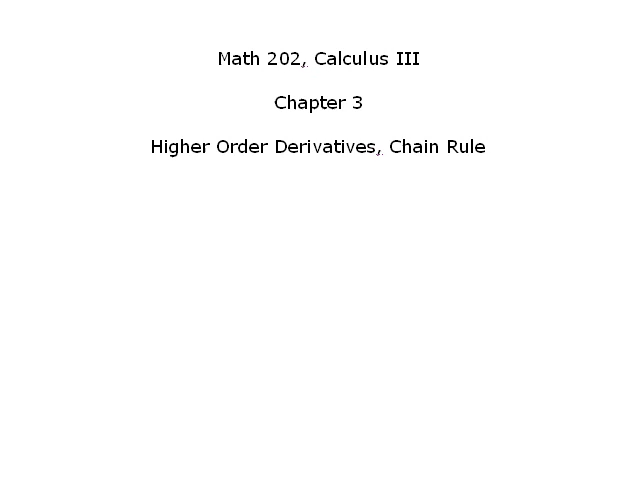 Math 202, Calculus III
Chapter 3
Higher Order Derivatives, Chain Rule